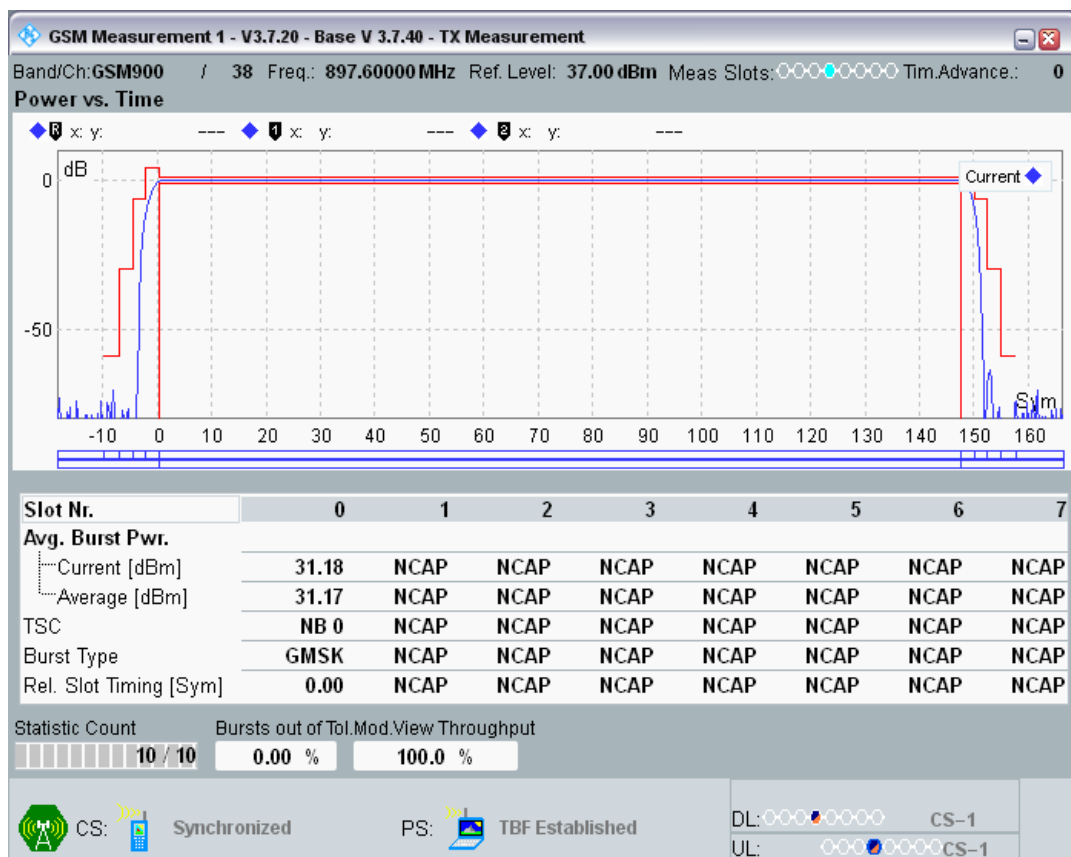 GSM Measurement 1 - V3.7.20 - Base V 3.7.40 - TX Measurement
Band/Ch:GSM900 / 38 Freq.: 897.60000 MHz Ref. Level: 37.00 dBm Meas Slots: Tim.Advance.: 0
Power vs. Time
R x: y: --- 1 x: y: --- 2 x: y: ---
dB
Current
0
-50
Sym
-10 0 10 20 30 40 50 60 70 80 90 100 110 120 130 140 150 160
Slot Nr. 0 1 2 3 4 5 6 7
Avg. Burst Pwr.
Current [dBm] 31.18 NCAP NCAP NCAP NCAP NCAP NCAP NCAP
Average [dBm] 31.17 NCAP NCAP NCAP NCAP NCAP NCAP NCAP
TSC NB 0 NCAP NCAP NCAP NCAP NCAP NCAP NCAP
Burst Type GMSK NCAP NCAP NCAP NCAP NCAP NCAP NCAP
Rel. Slot Timing [Sym] 0.00 NCAP NCAP NCAP NCAP NCAP NCAP NCAP
Statistic Count Bursts out of Tol.Mod.View Throughput
10 / 10 0.00 % 100.0 %
CS: Synchronized PS: TBF Established DL: CS-1
UL: CS-1